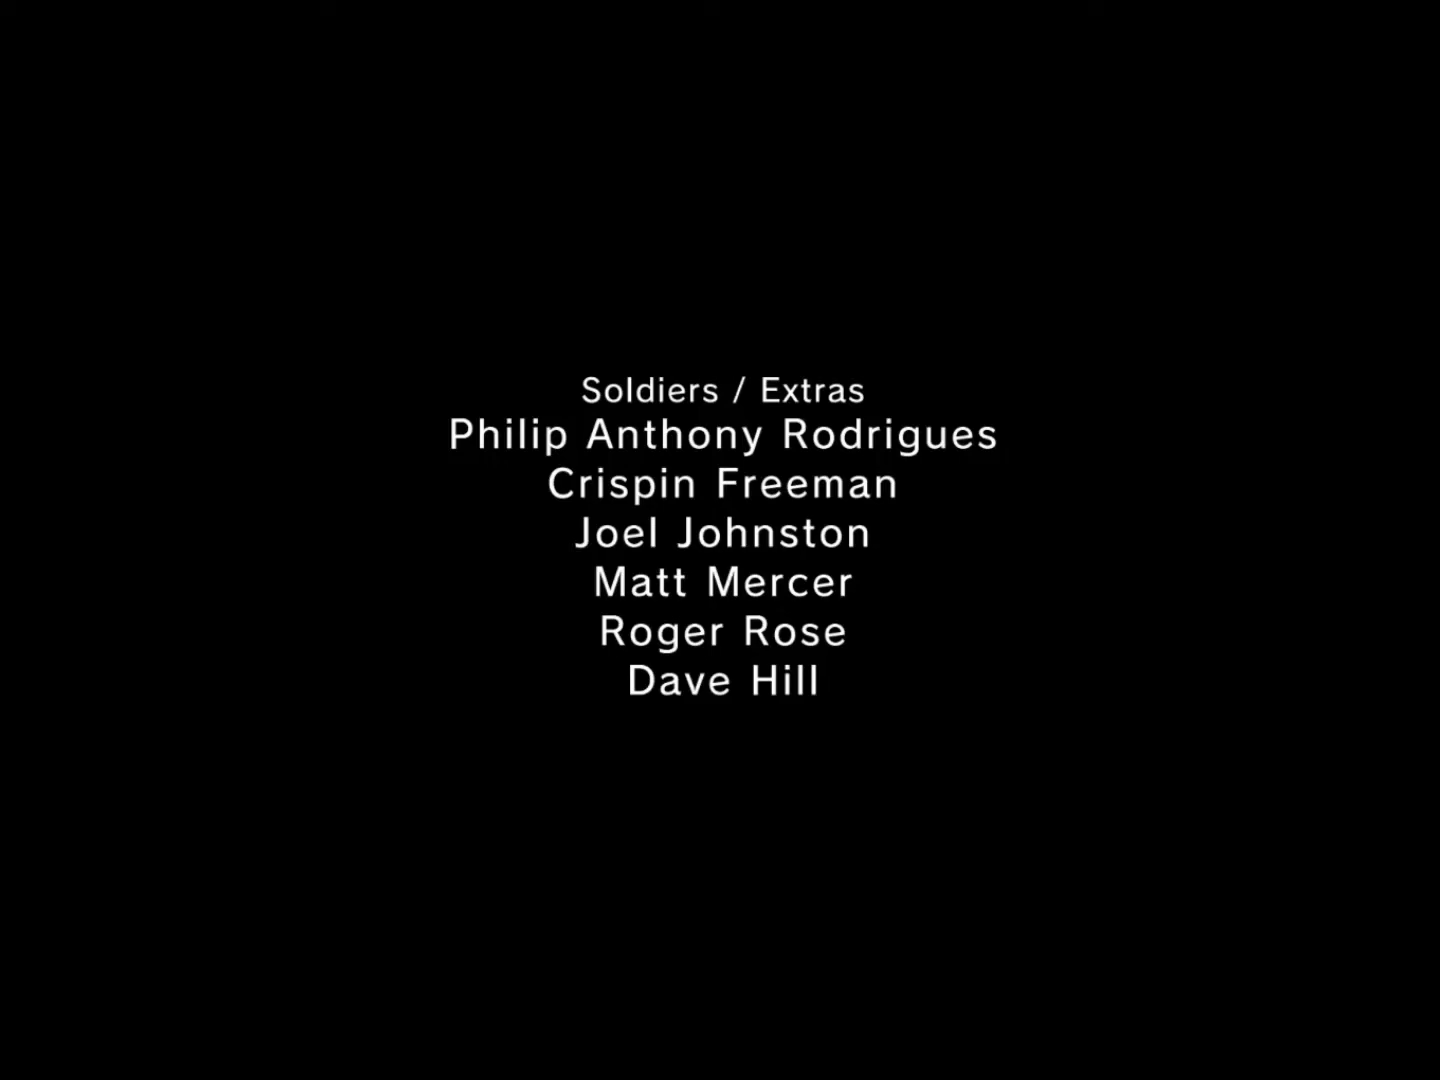 Soldiers / Extras
Philip Anthony Rodrigues
Crispin Freeman
Joel Johnston
Matt Mercer
Roger Rose
Dave Hill